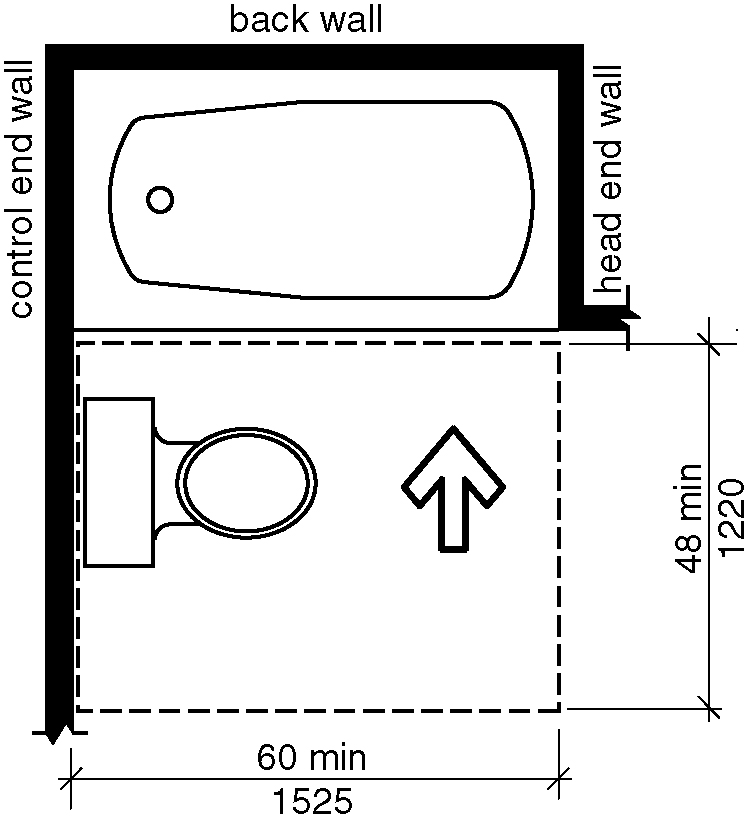 back wall
control end wall
head end wall
48 min
1220
60 min
1525